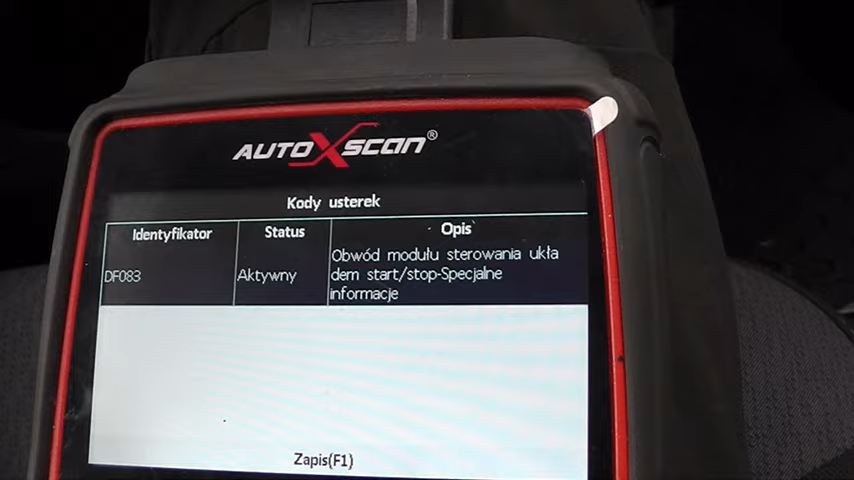 AUTOXSCAN®
Kody usterek
Identyfikator Status Opis
DF083 Aktywny Obwód modułu sterowania ukła
dem start/stop-Specjalne
informacje
Zapis(F1)